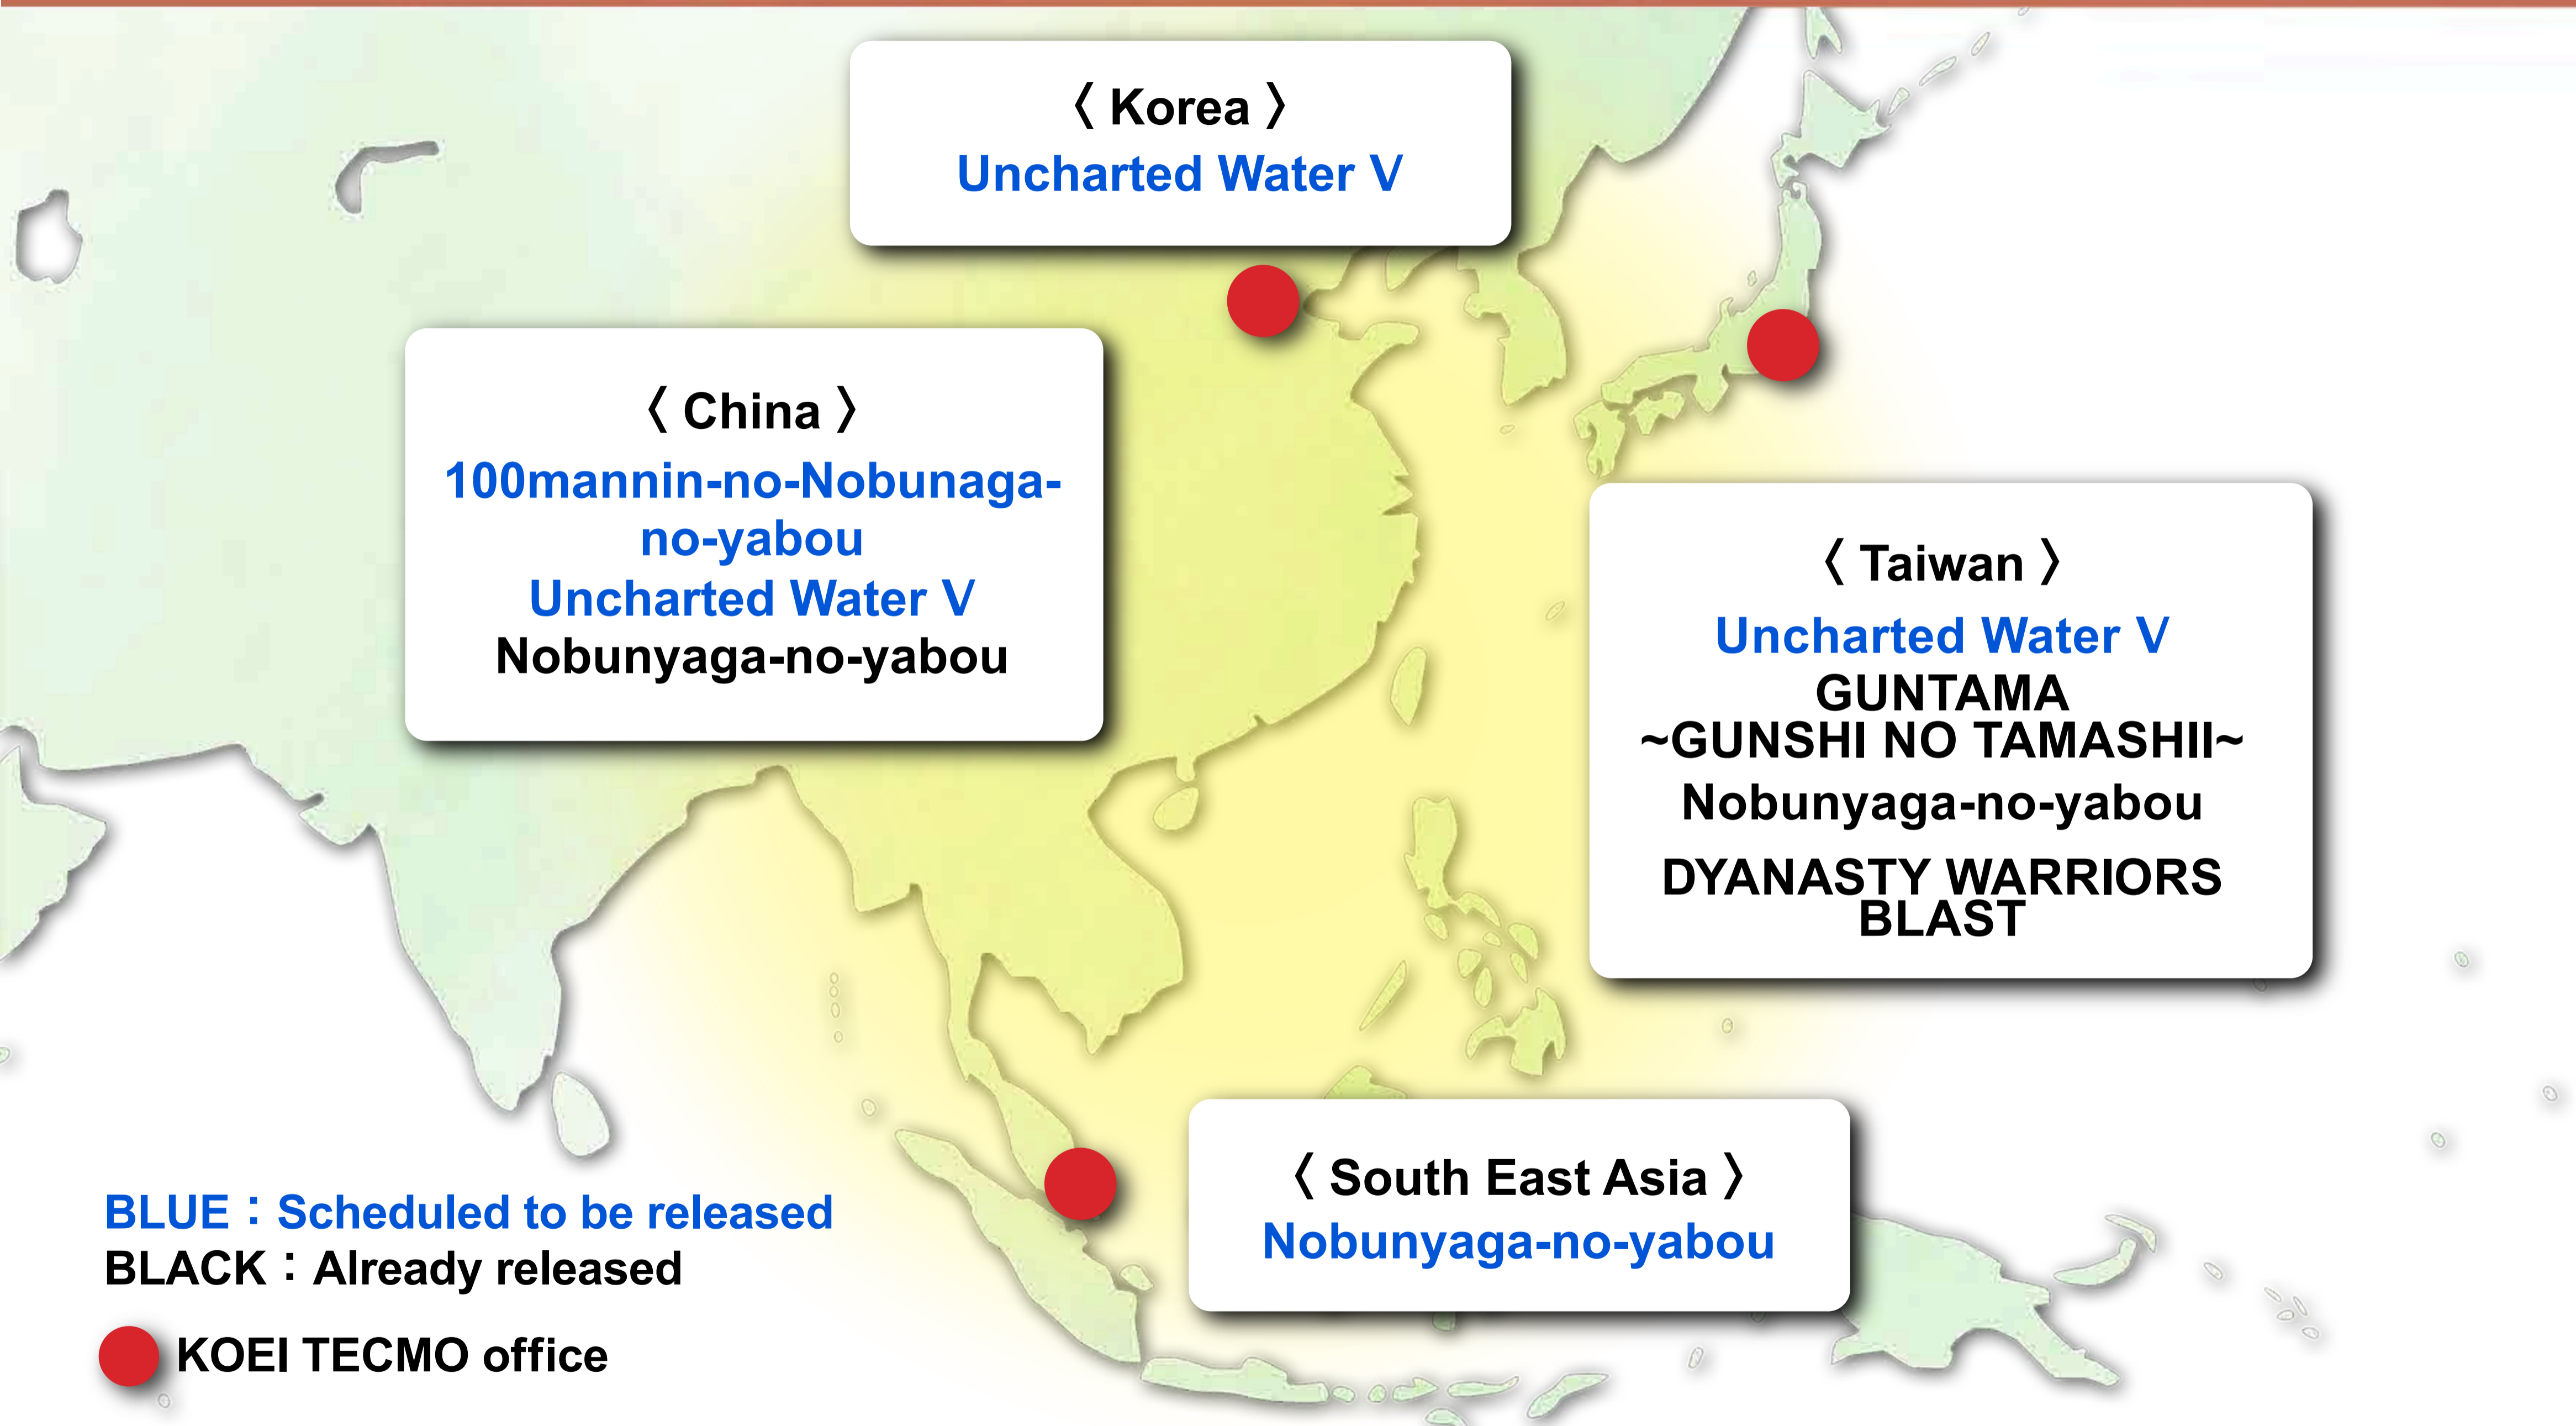 〈 Korea 〉
Uncharted Water Ⅴ
〈 China 〉
100mannin-no-Nobunaga-
no-yabou
Uncharted Water Ⅴ
Nobunyaga-no-yabou
〈 Taiwan 〉
Uncharted Water Ⅴ
GUNTAMA
~GUNSHI NO TAMASHII~
Nobunyaga-no-yabou
DYANASTY WARRIORS
BLAST
〈 South East Asia 〉
Nobunyaga-no-yabou
BLUE：Scheduled to be released
BLACK：Already released
KOEI TECMO office